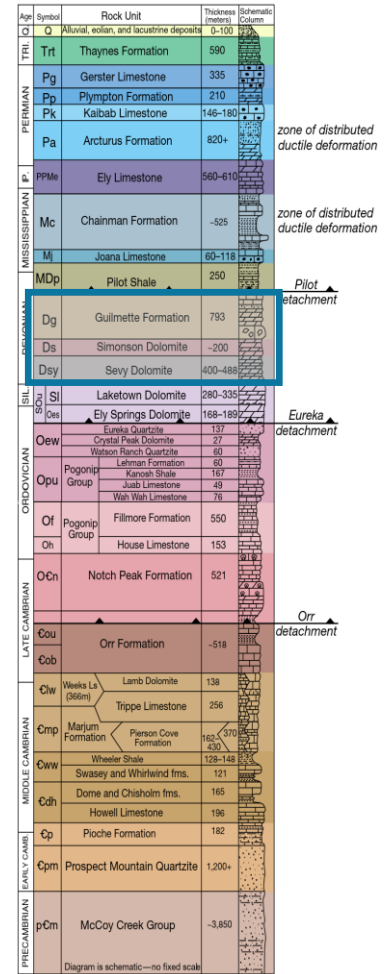 Age Symbol Rock Unit Thickness (meters) Schematic Column
Q. Q Alluvial, eolian, and lacustrine deposits 0–100
TRI. Trt Thaynes Formation 590
PERMIAN
Pg Gerster Limestone 335
Pp Plympton Formation 210
Pk Kaibab Limestone 146–180
Pa Arcturus Formation 820+
zone of distributed
ductile deformation
IP. PPMe Ely Limestone 560–610
MISSISSIPPIAN
Mc Chainman Formation ~525
zone of distributed
ductile deformation
Mj Joana Limestone 60–118
MDp Pilot Shale 250
Pilot
etachment
DEVONIAN
Dg Guilmette Formation 793
Ds Simonson Dolomite ~200
Dsy Sevy Dolomite 400–488
SIL. SOu Sl Laketown Dolomite 280–335
Oes Ely Springs Dolomite 168–189
Eureka
detachment
ORDOVICIAN
Oew Eureka Quartzite 137
Crystal Peak Dolomite 27
Watson Ranch Quartzite 60
Opu Pogonip Group Lehman Formation 60
Kanosh Shale 167
Juab Limestone 49
Wah Wah Limestone 76
Of Pogonip Group Fillmore Formation 550
Oh House Limestone 153
O€n Notch Peak Formation 521
LATE CAMBRIAN
Orr
detachment
€ou Orr Formation ~518
€ob
MIDDLE CAMBRIAN
€lw Weeks Ls (366m) Lamb Dolomite 138
Trippe Limestone 256
€mp Marjum Formation Pierson Cove Formation 162–430 370
€ww Wheeler Shale 128–148
Swasey and Whirlwind fms. 121
€dh Dome and Chisholm fms. 165
Howell Limestone 196
EARLY CAMB.
€p Pioche Formation 182
€pm Prospect Mountain Quartzite 1,200+
PRECAMBRIAN
p€m McCoy Creek Group ~3,850
Diagram is schematic—no fixed scale